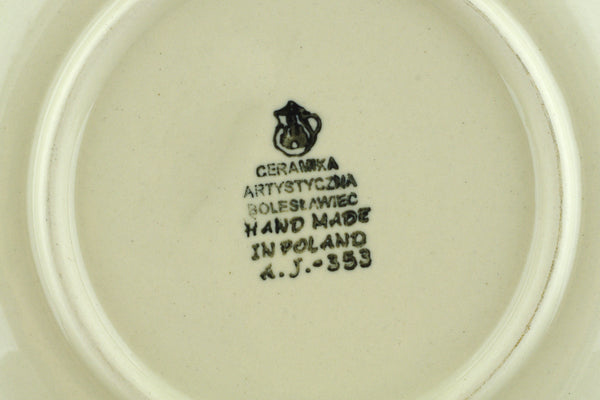 CERAMIKA
ARTYSTYCZNA
BOLESŁAWIEC
HAND MADE
IN POLAND
A.J.-353